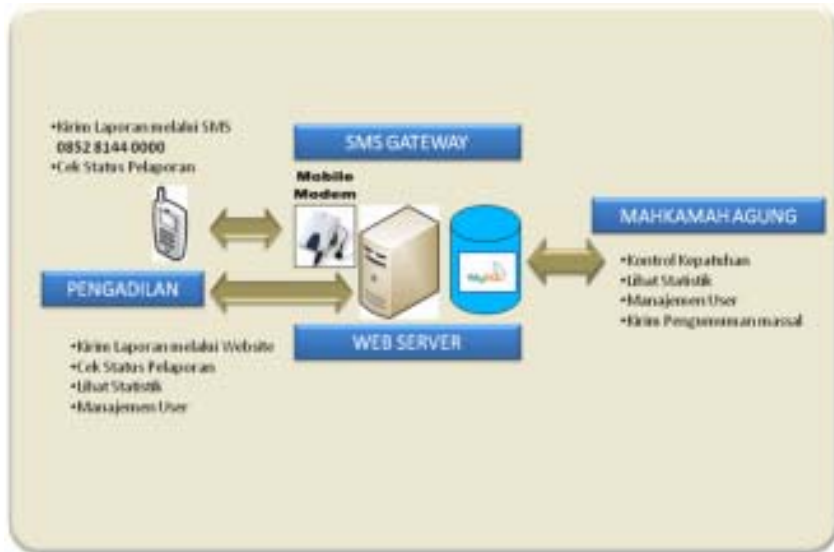 •Kirim Laporan melalui SMS
0852 8144 0000
•Cek Status Pelaporan
SMS GATEWAY
Mobile
Modem
MAHKAMAH AGUNG
•Kontrol Kepatuhan
•Lihat Statistik
•Manajemen User
•Kirim Pengumuman massal
PENGADILAN
WEB SERVER
•Kirim Laporan melalui Website
•Cek Status Pelaporan
•Lihat Statistik
•Manajemen User